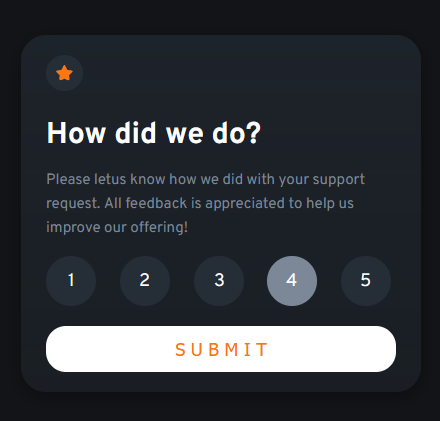 How did we do?
Please letus know how we did with your support
request. All feedback is appreciated to help us
improve our offering!
1 2 3 4 5
SUBMIT